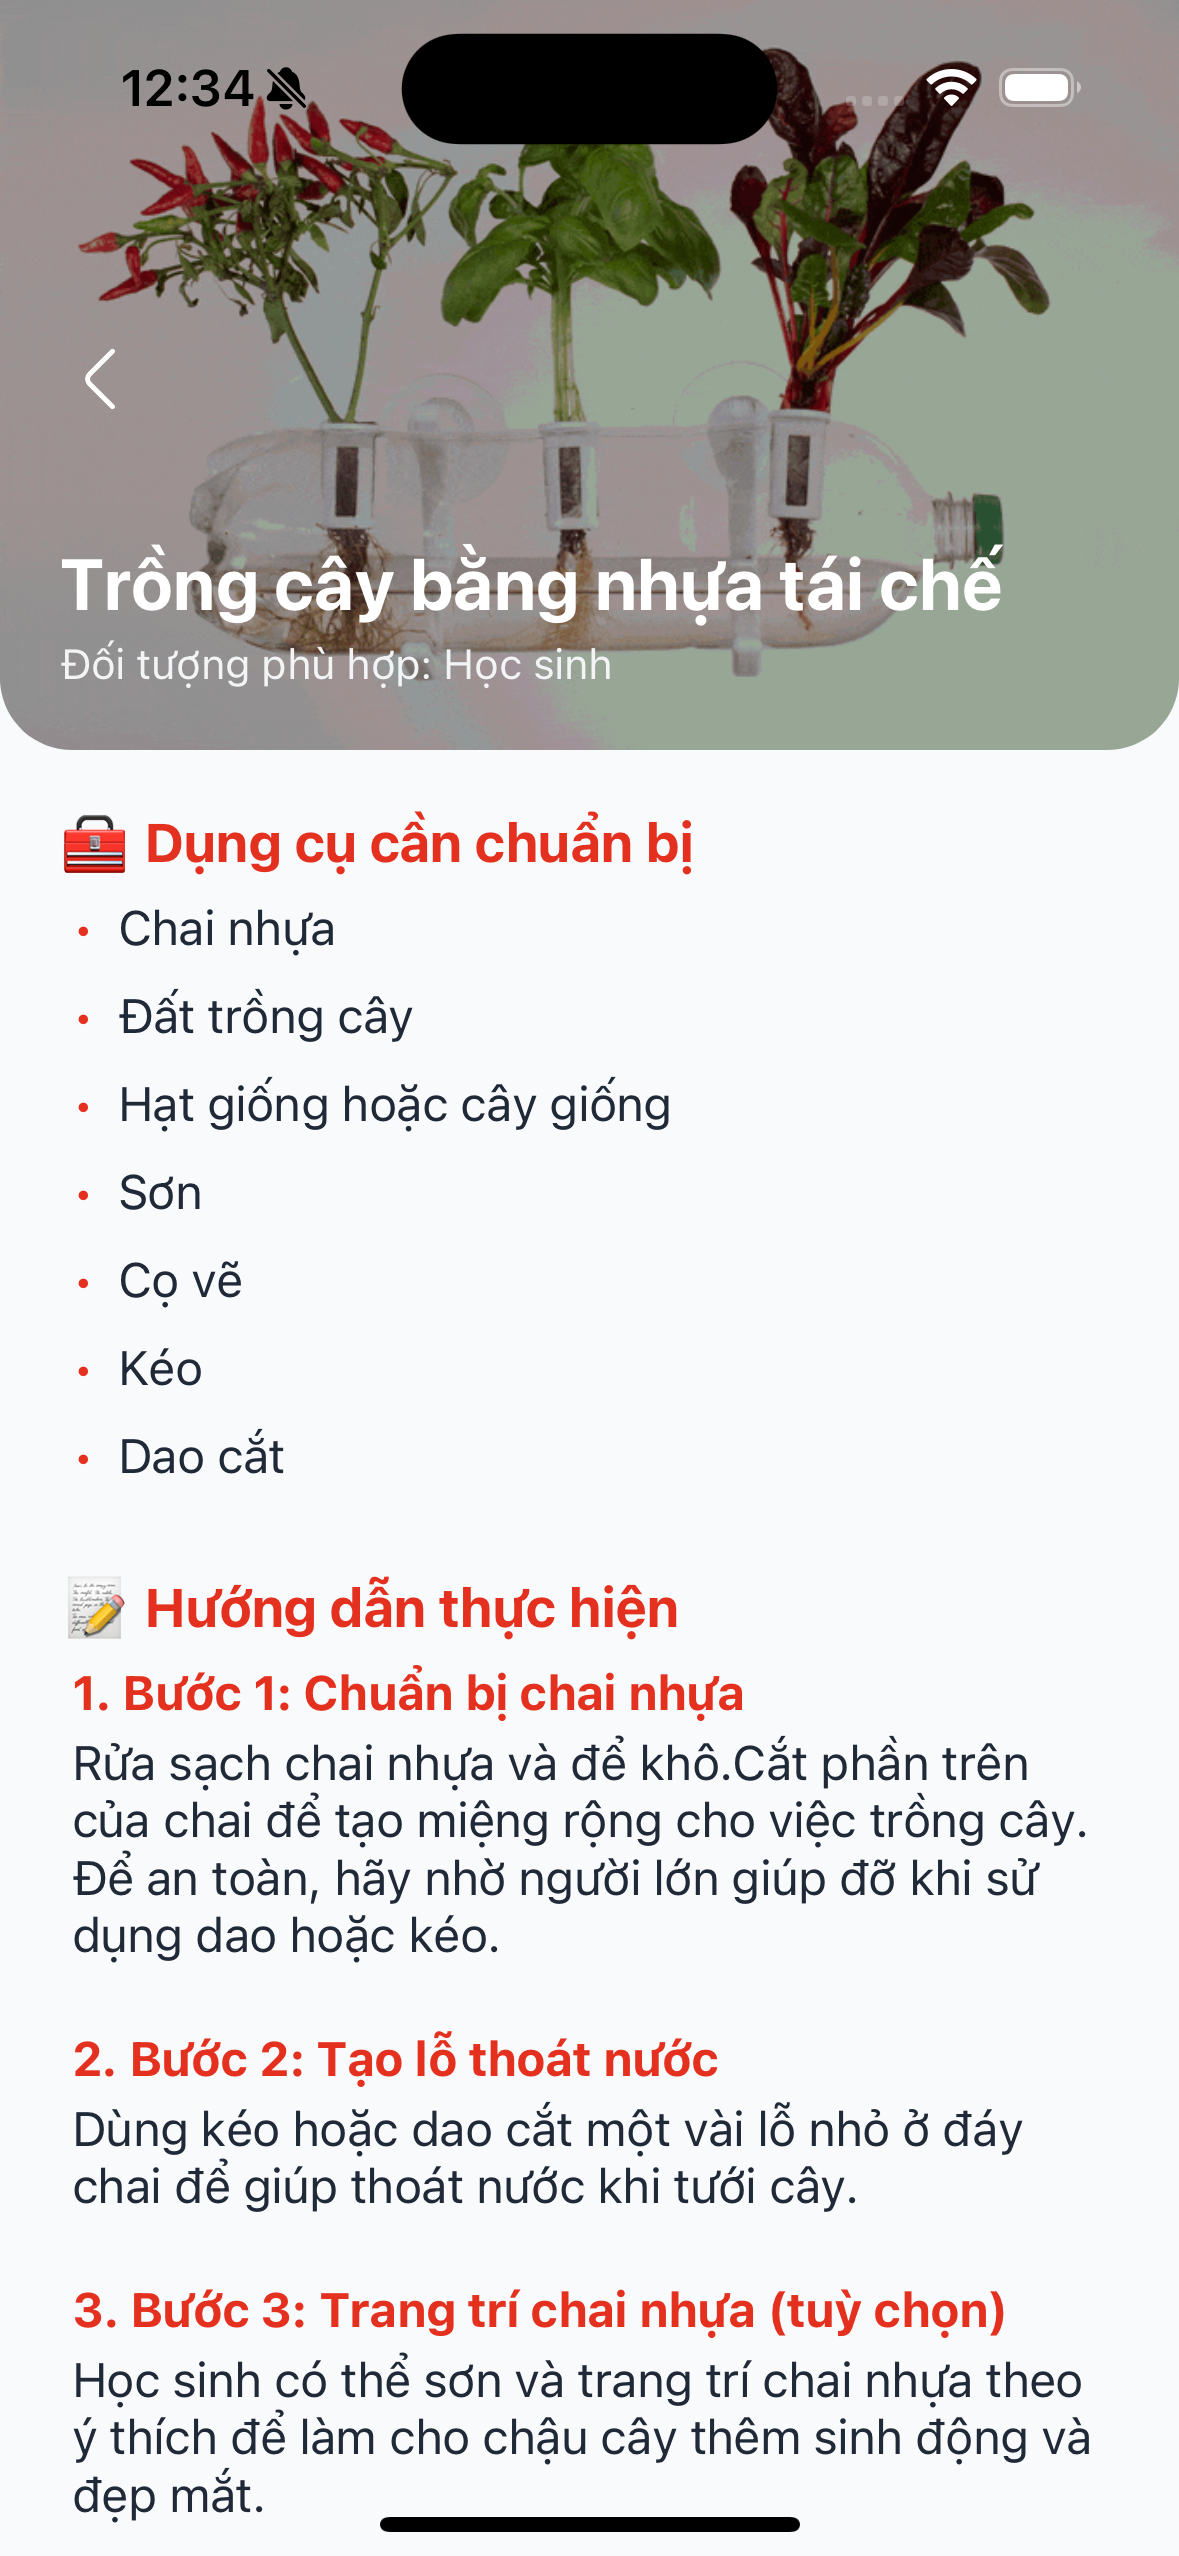 12:34
Trồng cây bằng nhựa tái chế
Đối tượng phù hợp: Học sinh
🧰 Dụng cụ cần chuẩn bị
• Chai nhựa
• Đất trồng cây
• Hạt giống hoặc cây giống
• Sơn
• Cọ vẽ
• Kéo
• Dao cắt
📝 Hướng dẫn thực hiện
1. Bước 1: Chuẩn bị chai nhựa
Rửa sạch chai nhựa và để khô.Cắt phần trên
của chai để tạo miệng rộng cho việc trồng cây.
Để an toàn, hãy nhờ người lớn giúp đỡ khi sử
dụng dao hoặc kéo.
2. Bước 2: Tạo lỗ thoát nước
Dùng kéo hoặc dao cắt một vài lỗ nhỏ ở đáy
chai để giúp thoát nước khi tưới cây.
3. Bước 3: Trang trí chai nhựa (tuỳ chọn)
Học sinh có thể sơn và trang trí chai nhựa theo
ý thích để làm cho chậu cây thêm sinh động và
đẹp mắt.